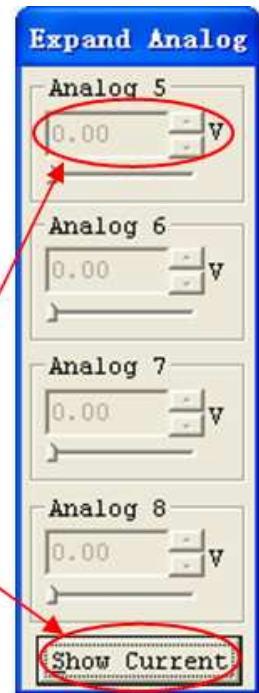 Expand Analog
Analog 5
0.00 V
Analog 6
0.00 V
Analog 7
0.00 V
Analog 8
0.00 V
Show Current